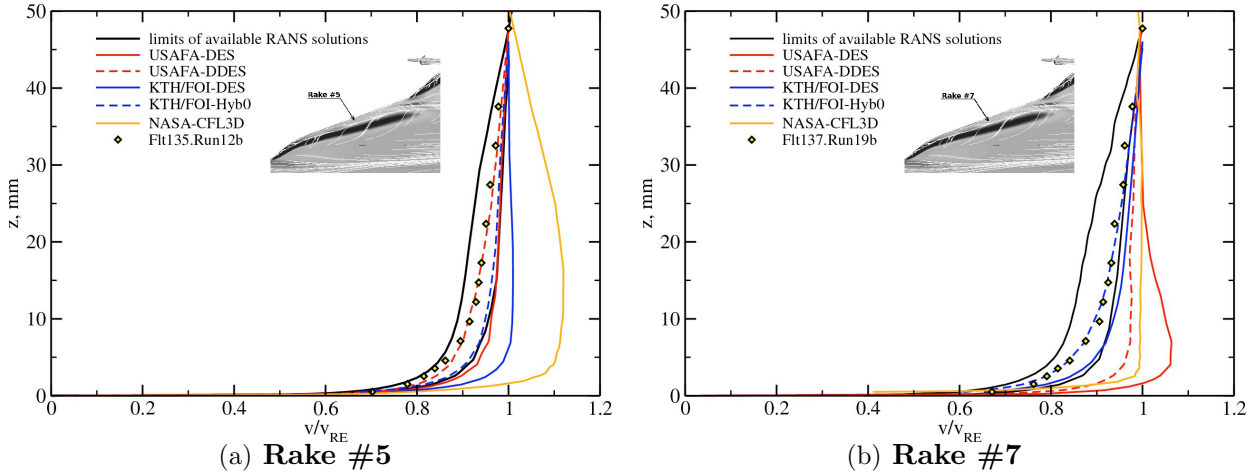 50
40
30
20
10
0
z, mm
limits of available RANS solutions
USAFA-DES
USAFA-DDES
KTH/FOI-DES
KTH/FOI-Hyb0
NASA-CFL3D
Flt135.Run12b
Rake #5
0 0.2 0.4 0.6 0.8 1 1.2
v/vRE
(a) Rake #5
50
40
30
20
10
0
z, mm
limits of available RANS solutions
USAFA-DES
USAFA-DDES
KTH/FOI-DES
KTH/FOI-Hyb0
NASA-CFL3D
Flt137.Run19b
Rake #7
0 0.2 0.4 0.6 0.8 1 1.2
v/vRE
(b) Rake #7